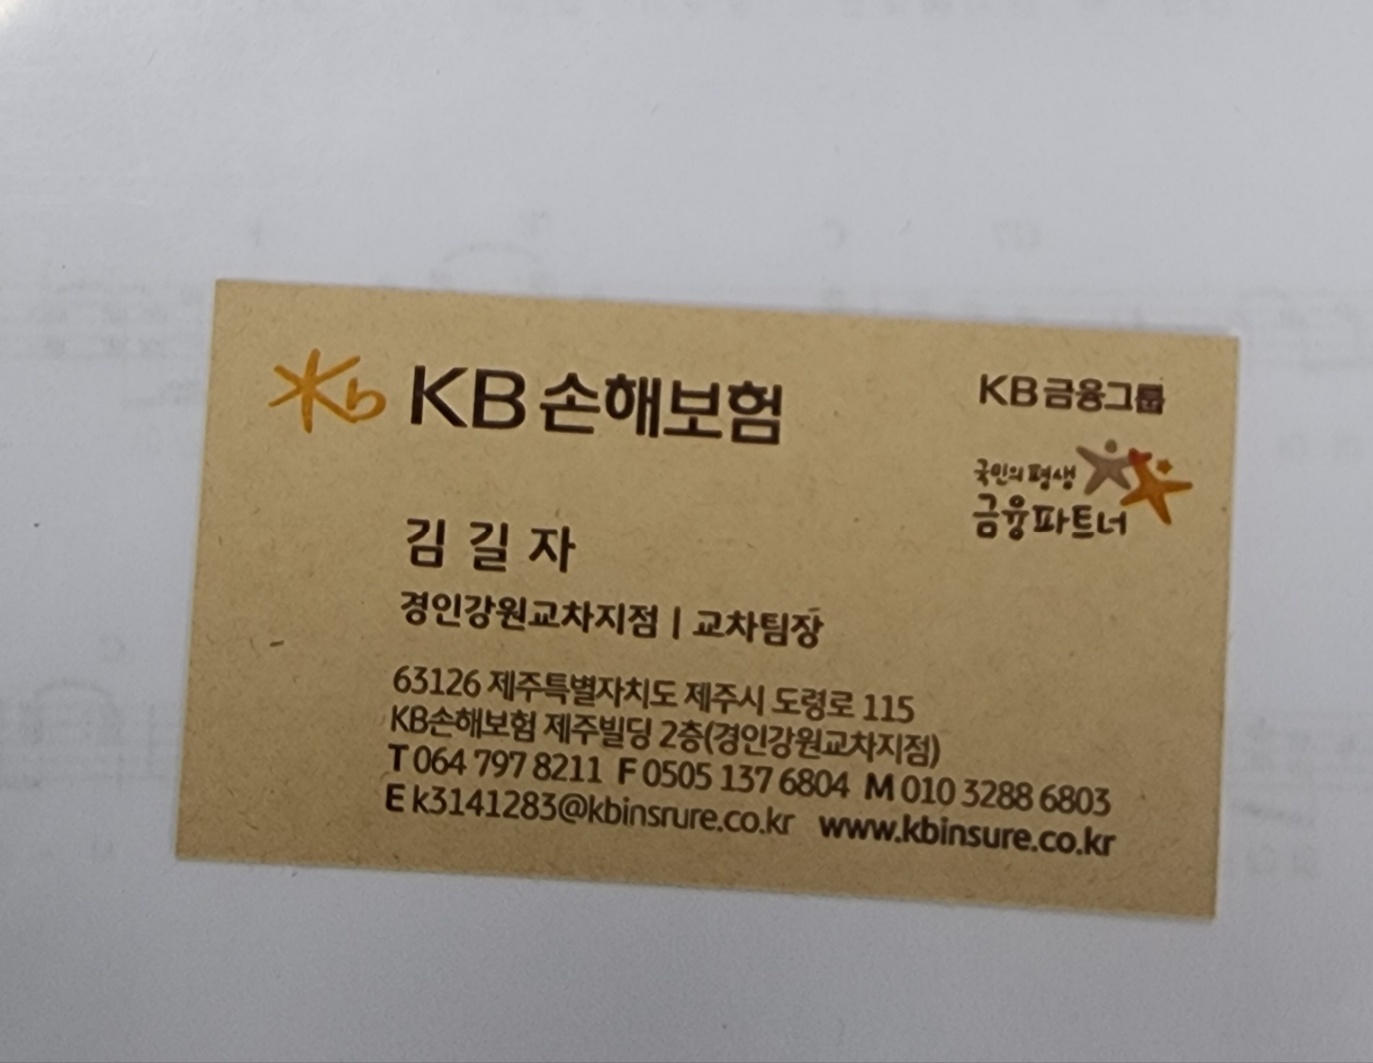 Kb KB손해보험
KB금융그룹
국민의 평생
금융파트너
김 길 자
경인강원교차지점 | 교차팀장
63126 제주특별자치도 제주시 도령로 115
KB손해보험 제주빌딩 2층(경인강원교차지점)
T 064 797 8211 F 0505 137 6804 M 010 3288 6803
E k3141283@kbinsrure.co.kr www.kbinsure.co.kr